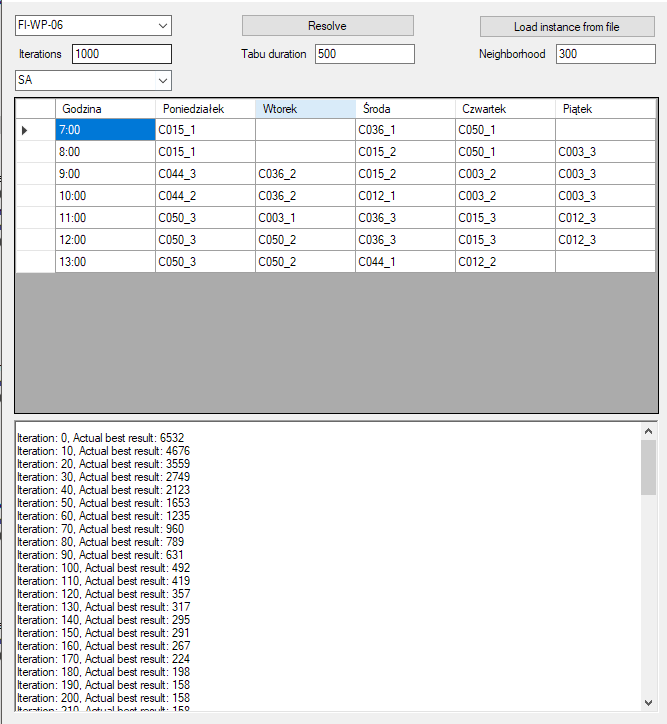 FI-WP-06 Resolve Load instance from file
Iterations 1000 Tabu duration 500 Neighborhood 300
SA
Godzina Poniedziałek Wtorek Środa Czwartek Piątek
7:00 C015_1 C036_1 C050_1
8:00 C015_1 C015_2 C050_1 C003_3
9:00 C044_3 C036_2 C015_2 C003_2 C003_3
10:00 C044_2 C036_2 C012_1 C003_2 C003_3
11:00 C050_3 C003_1 C036_3 C015_3 C012_3
12:00 C050_3 C050_2 C036_3 C015_3 C012_3
13:00 C050_3 C050_2 C044_1 C012_2
Iteration: 0, Actual best result: 6532
Iteration: 10, Actual best result: 4676
Iteration: 20, Actual best result: 3559
Iteration: 30, Actual best result: 2749
Iteration: 40, Actual best result: 2123
Iteration: 50, Actual best result: 1653
Iteration: 60, Actual best result: 1235
Iteration: 70, Actual best result: 960
Iteration: 80, Actual best result: 789
Iteration: 90, Actual best result: 631
Iteration: 100, Actual best result: 492
Iteration: 110, Actual best result: 419
Iteration: 120, Actual best result: 357
Iteration: 130, Actual best result: 317
Iteration: 140, Actual best result: 295
Iteration: 150, Actual best result: 291
Iteration: 160, Actual best result: 267
Iteration: 170, Actual best result: 224
Iteration: 180, Actual best result: 198
Iteration: 190, Actual best result: 158
Iteration: 200, Actual best result: 158
Iteration: 210, Actual best result: 158